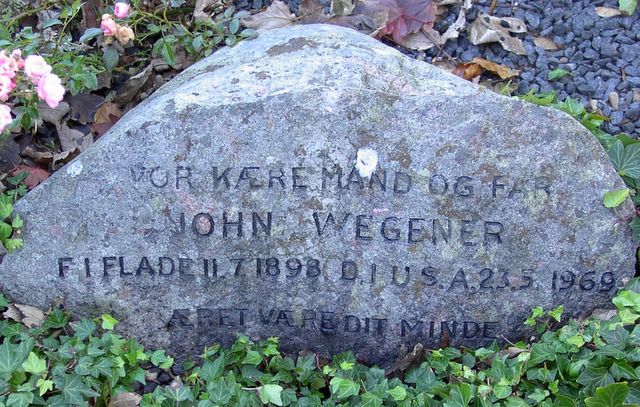 VOR KÆRE MAND OG FAR
JOHN WEGENER
F. I FLADE 11.7.1898 D. I U.S.A. 23.5.1969.
ÆRET VÆRE DIT MINDE